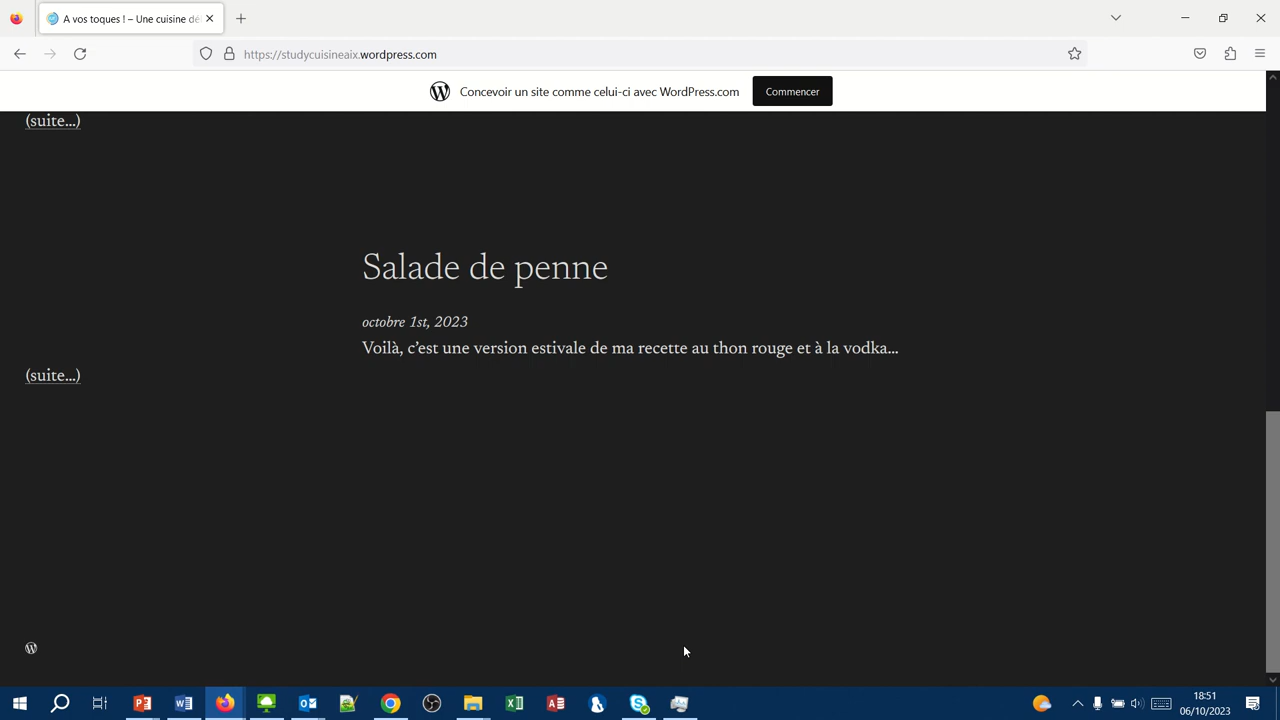 A vos toques ! – Une cuisine dé
https://studycuisineaix.wordpress.com
Concevoir un site comme celui-ci avec WordPress.com
Commencer
(suite…)
Salade de penne
octobre 1st, 2023
Voilà, c’est une version estivale de ma recette au thon rouge et à la vodka…
(suite…)
18:51
06/10/2023